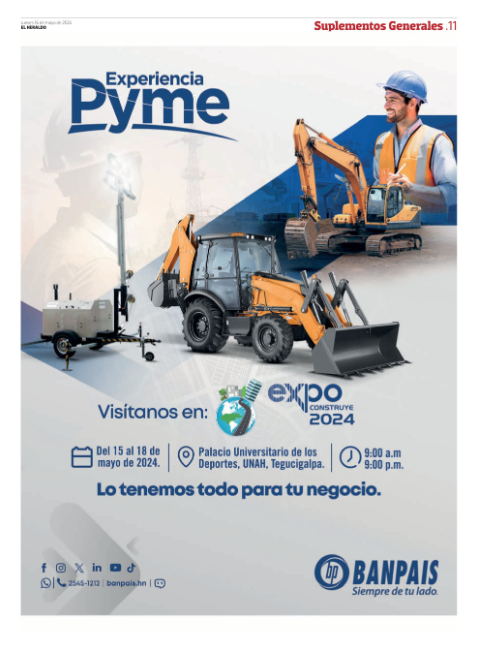 Jueves 16 de mayo de 2024
EL HERALDO
Suplementos Generales .11
Experiencia
Pyme
Visítanos en:
expo
CONSTRUYE
2024
Del 15 al 18 de
mayo de 2024.
Palacio Universitario de los
Deportes, UNAH, Tegucigalpa.
9:00 a.m
9:00 p.m.
Lo tenemos todo para tu negocio.
2545-1212 | banpais.hn |
bp BANPAIS
Siempre de tu lado.